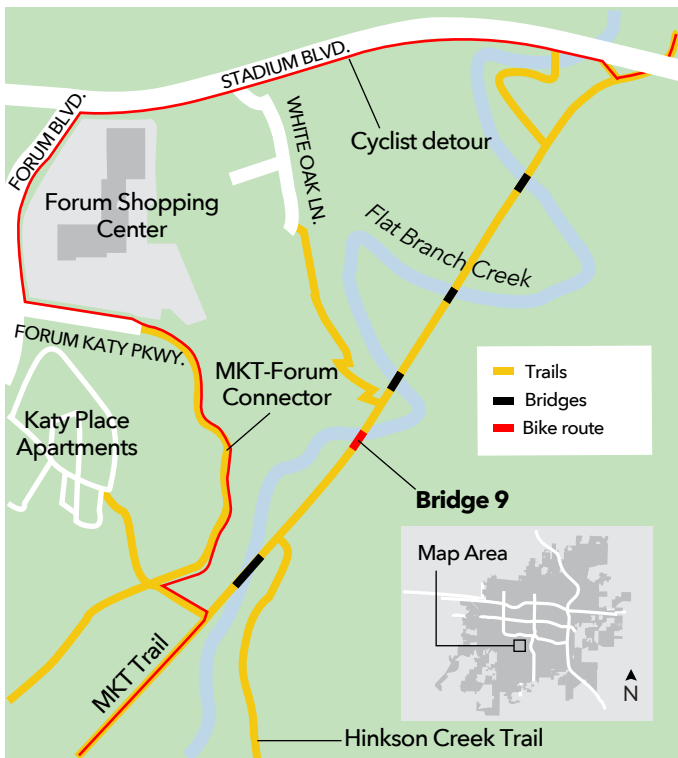 STADIUM BLVD.
FORUM BLVD.
WHITE OAK LN.
Cyclist detour
Forum Shopping
Center
Flat Branch Creek
FORUM KATY PKWY.
MKT-Forum
Connector
Trails
Bridges
Bike route
Katy Place
Apartments
Bridge 9
Map Area
N
MKT Trail
Hinkson Creek Trail